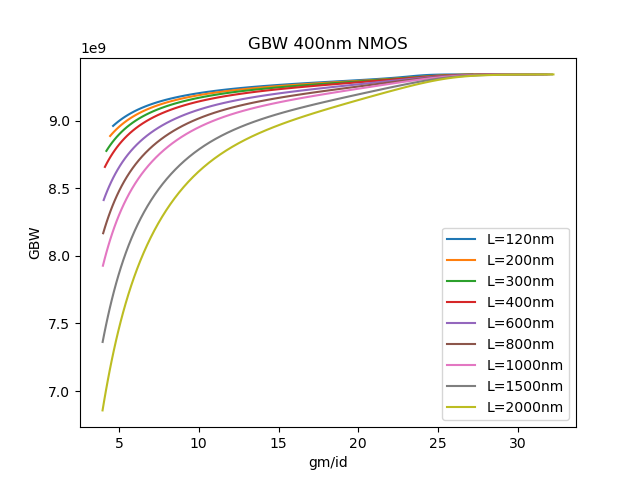 GBW 400nm NMOS
1e9
9.0
8.5
8.0
7.5
7.0
GBW
5 10 15 20 25 30
gm/id
L=120nm
L=200nm
L=300nm
L=400nm
L=600nm
L=800nm
L=1000nm
L=1500nm
L=2000nm